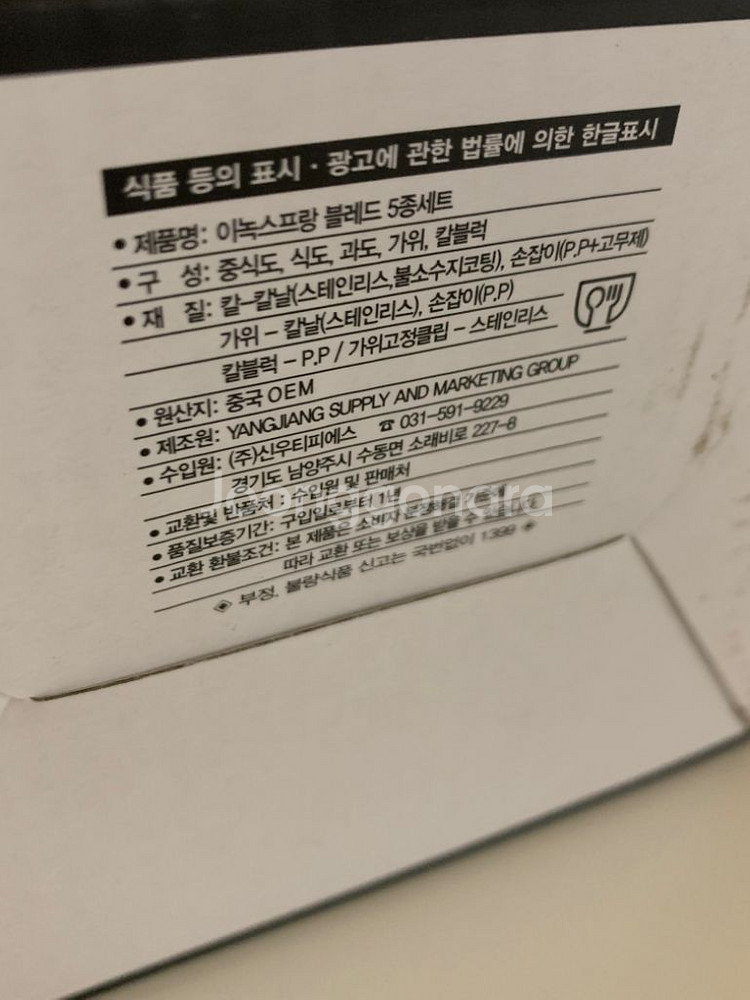 식품 등의 표시 · 광고에 관한 법률에 의한 한글표시
• 제품명: 이녹스프랑 블레드 5종세트
• 구 성: 중식도, 식도, 과도, 가위, 칼블럭
• 재 질: 칼-칼날(스테인리스,불소수지코팅), 손잡이(P.P+고무제)
가위 - 칼날(스테인리스), 손잡이(P.P)
칼블럭 - P.P / 가위고정클립 - 스테인리스
• 원산지: 중국 OEM
• 제조원: YANGJIANG SUPPLY AND MARKETING GROUP
• 수입원: (주)신우티피에스 ☎ 031-591-9229
경기도 남양주시 수동면 소래비로 227-8
• 교환및 반품처 : 수입원 및 판매처
• 품질보증기간: 구입일로부터 1년
• 교환 환불조건: 본 제품은 소비자
따라 교환 또는 보상을 받을 수
◈ 부정, 불량식품 신고는 국번없이 1399 ◈
joonggonara